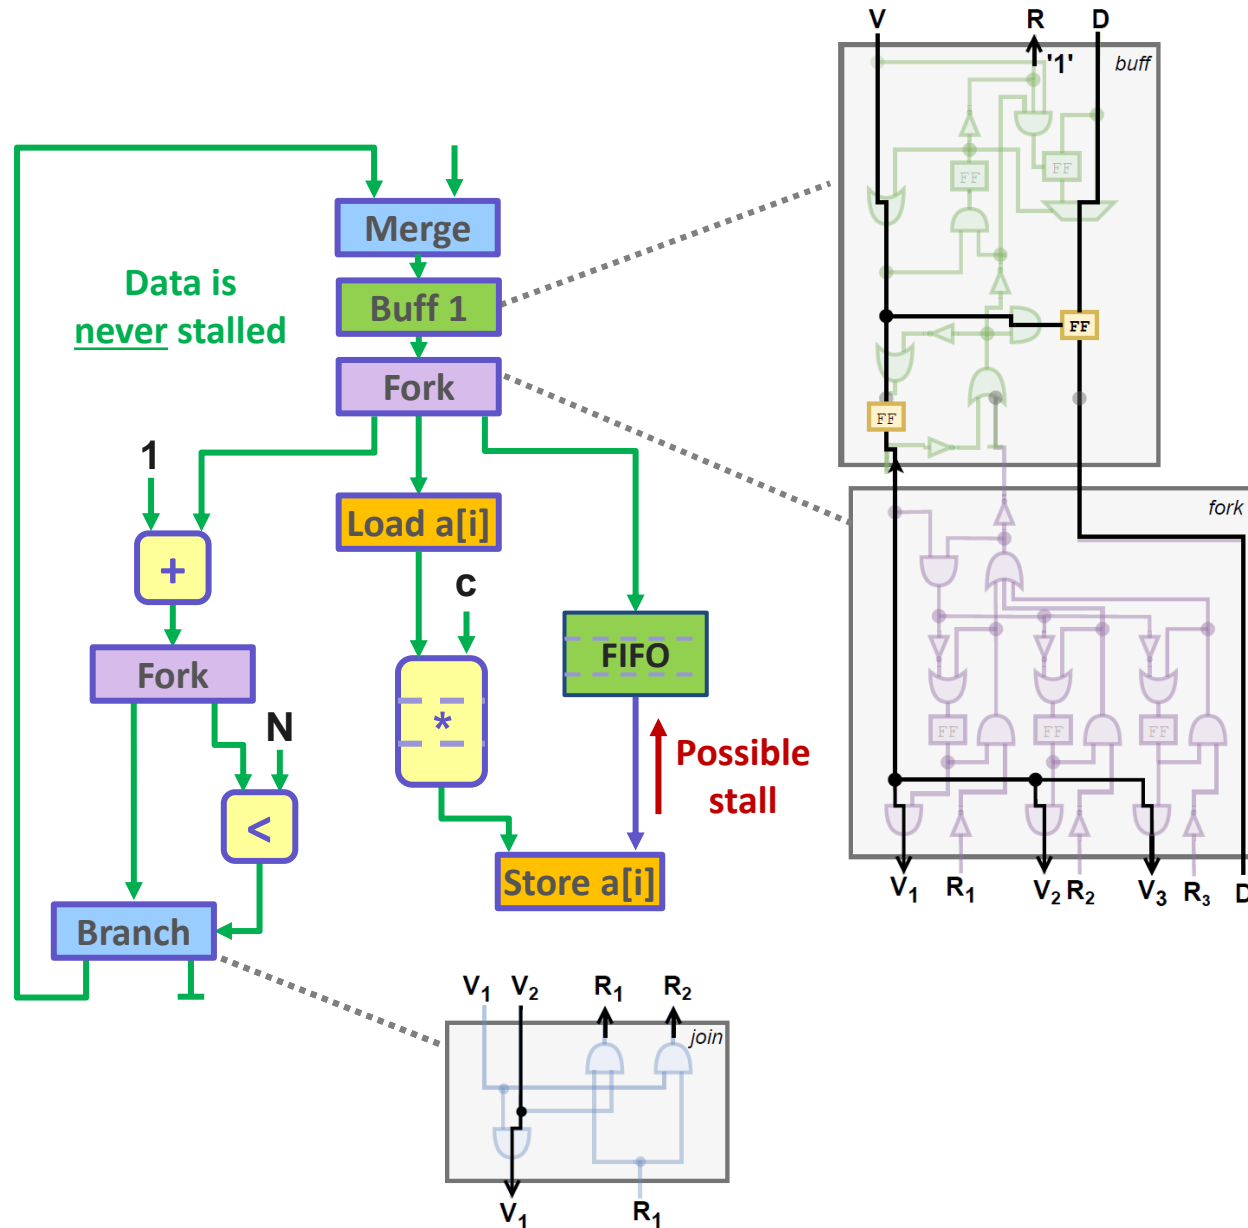 V
R
D
'1'
buff
FF
FF
FF
FF
Merge
Data is
never stalled
Buff 1
Fork
1
Load a[i]
+
c
FIFO
*
Fork
N
Possible
stall
<
Store a[i]
Branch
fork
FF
FF
FF
V1
R1
V2
R2
V3
R3
D
V1
V2
R1
R2
join
V1
R1